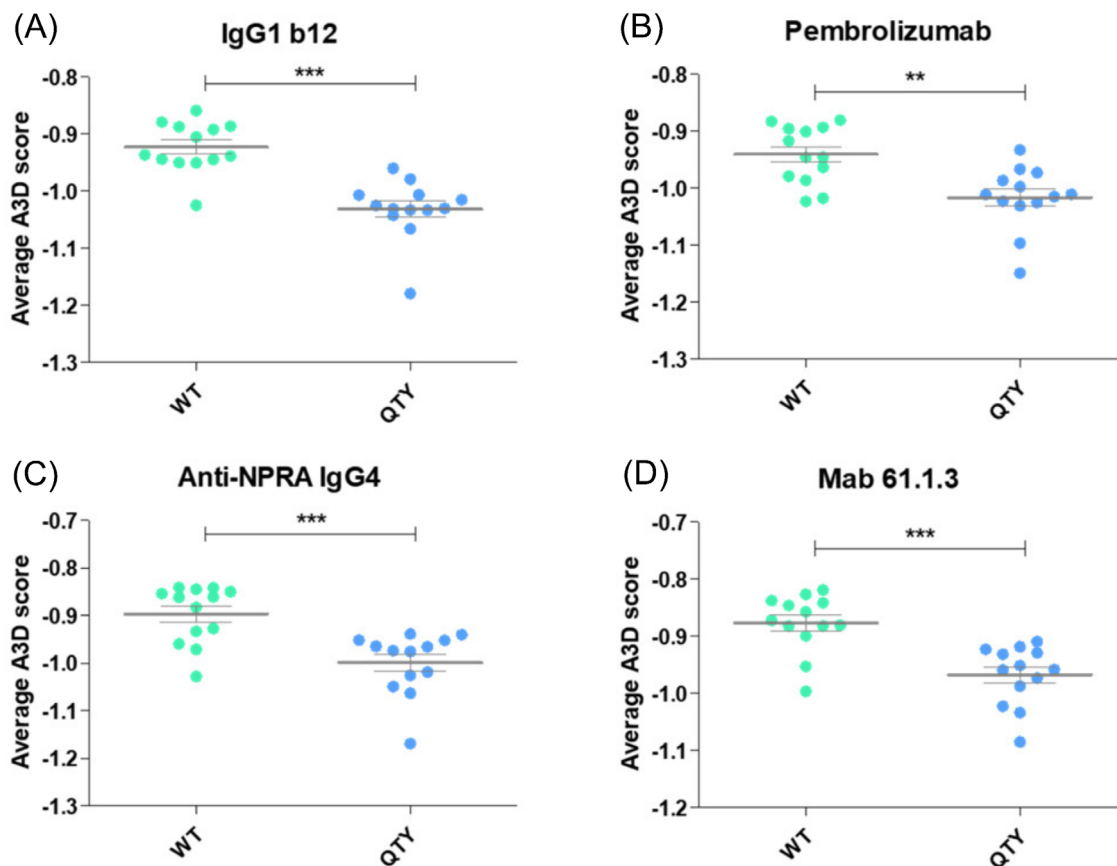 (A)
IgG1 b12
***
Average A3D score
-0.8
-0.9
-1.0
-1.1
-1.2
-1.3
WT
QTY
(B)
Pembrolizumab
**
Average A3D score
-0.8
-0.9
-1.0
-1.1
-1.2
-1.3
WT
QTY
(C)
Anti-NPRA IgG4
***
Average A3D score
-0.7
-0.8
-0.9
-1.0
-1.1
-1.2
-1.3
WT
QTY
(D)
Mab 61.1.3
***
Average A3D score
-0.7
-0.8
-0.9
-1.0
-1.1
-1.2
WT
QTY